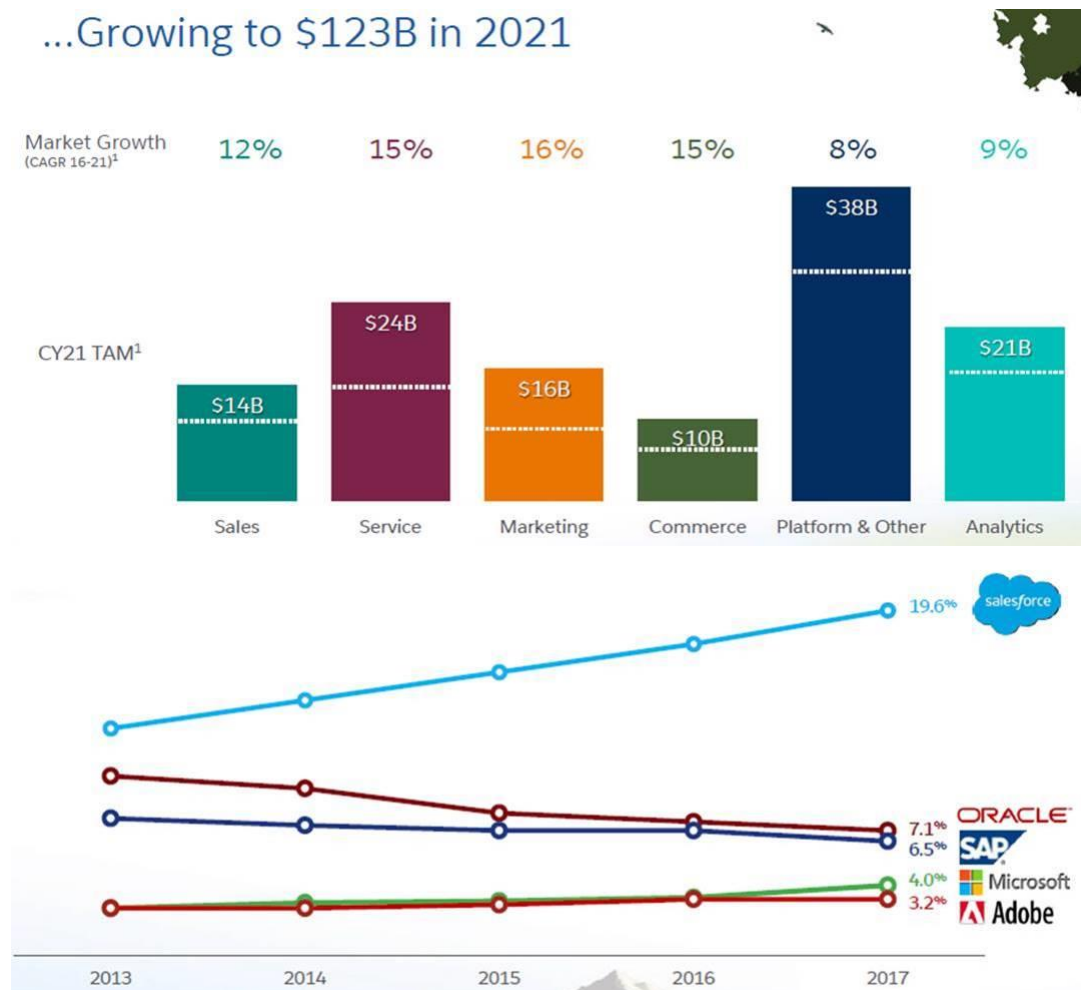 ...Growing to $123B in 2021
Market Growth
(CAGR 16-21)¹
12%
15%
16%
15%
8%
9%
CY21 TAM¹
$14B
$24B
$16B
$10B
$38B
$21B
Sales
Service
Marketing
Commerce
Platform & Other
Analytics
19.6%
salesforce
7.1%
ORACLE
6.5%
SAP
4.0%
Microsoft
3.2%
Adobe
2013
2014
2015
2016
2017